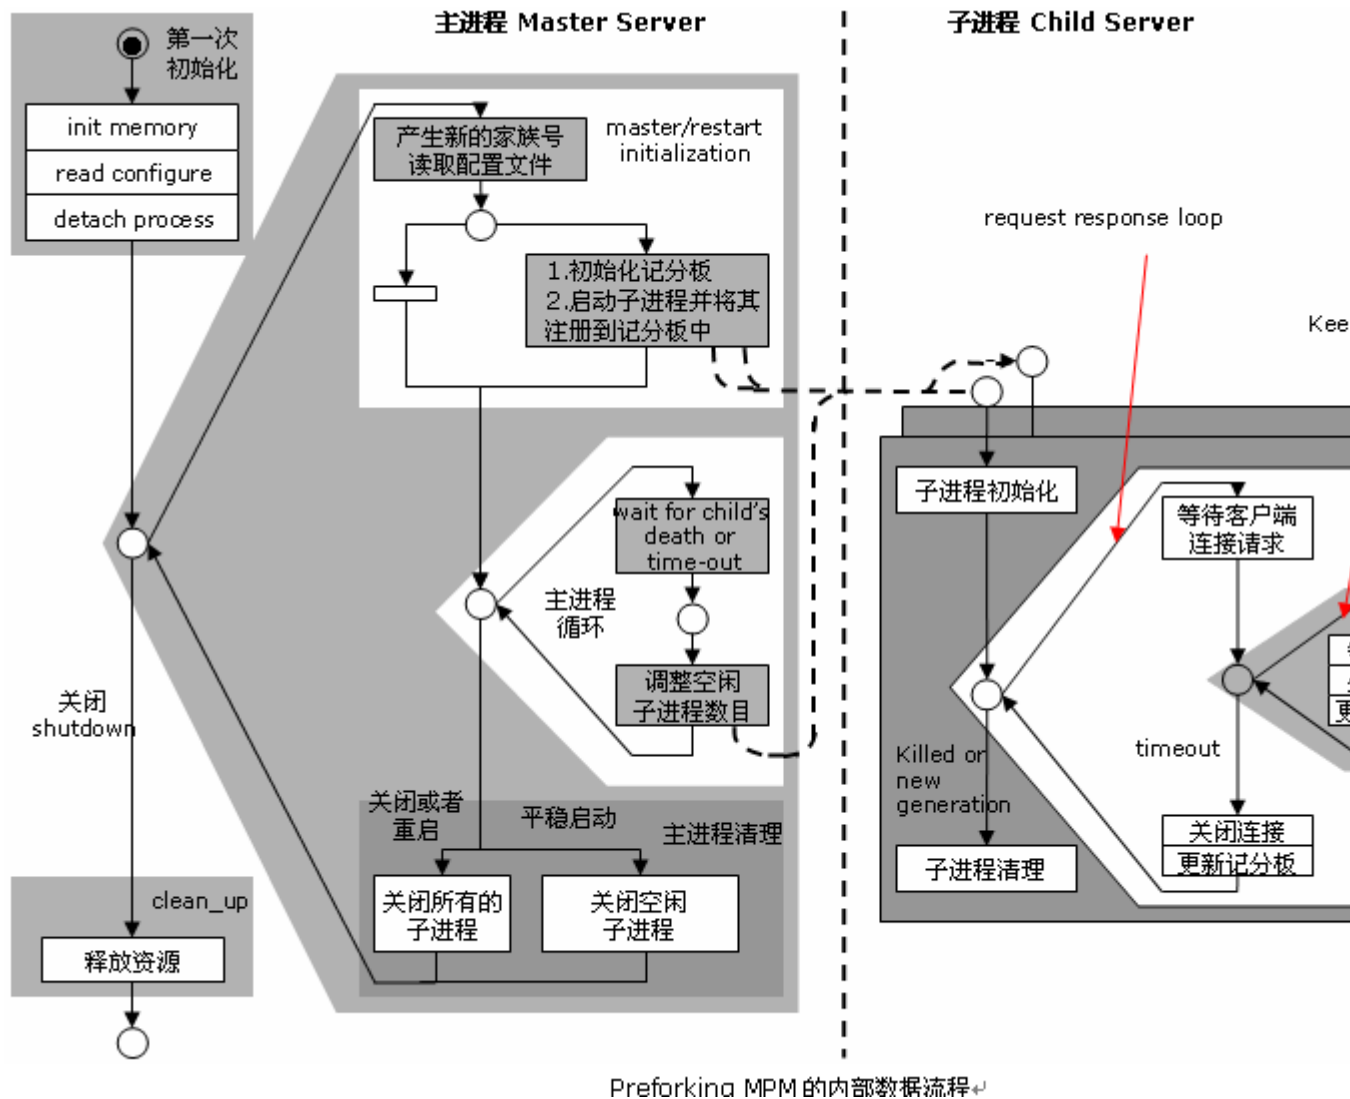 主进程 Master Server
子进程 Child Server
第一次
初始化
init memory
read configure
detach process
产生新的家族号
读取配置文件
master/restart
initialization
1.初始化记分板
2.启动子进程并将其
注册到记分板中
request response loop
Kee
子进程初始化
等待客户端
连接请求
wait for child's
death or
time-out
主进程
循环
调整空闲
子进程数目
关闭
shutdown
Killed or
new
generation
timeout
更
关闭连接
更新记分板
子进程清理
关闭或者
重启
平稳启动
主进程清理
关闭所有的
子进程
关闭空闲
子进程
clean_up
释放资源
Preforking MPM 的内部数据流程